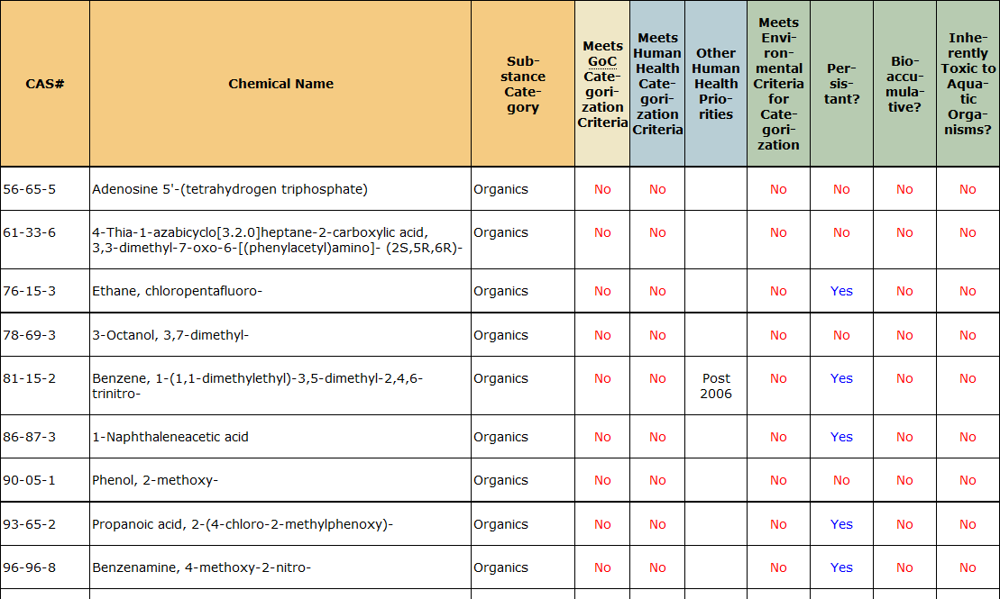 CAS#
Chemical Name
Sub-
stance
Cate-
gory
Meets
GoC
Cate-
gori-
zation
Criteria
Meets
Human
Health
Cate-
gori-
zation
Criteria
Other
Human
Health
Prio-
rities
Meets
Envi-
ron-
mental
Criteria
for
Cate-
gori-
zation
Per-
sis-
tant?
Bio-
accu-
mula-
tive?
Inhe-
rently
Toxic to
Aqua-
tic
Orga-
nisms?
56-65-5 Adenosine 5'-(tetrahydrogen triphosphate) Organics No No No No No No
61-33-6 4-Thia-1-azabicyclo[3.2.0]heptane-2-carboxylic acid, Organics No No No No No No
3,3-dimethyl-7-oxo-6-[(phenylacetyl)amino]- (2S,5R,6R)-
76-15-3 Ethane, chloropentafluoro- Organics No No No Yes No No
78-69-3 3-Octanol, 3,7-dimethyl- Organics No No No No No No
81-15-2 Benzene, 1-(1,1-dimethylethyl)-3,5-dimethyl-2,4,6- Organics No No Post No Yes No No
trinitro- 2006
86-87-3 1-Naphthaleneacetic acid Organics No No No Yes No No
90-05-1 Phenol, 2-methoxy- Organics No No No No No No
93-65-2 Propanoic acid, 2-(4-chloro-2-methylphenoxy)- Organics No No No Yes No No
96-96-8 Benzenamine, 4-methoxy-2-nitro- Organics No No No Yes No No